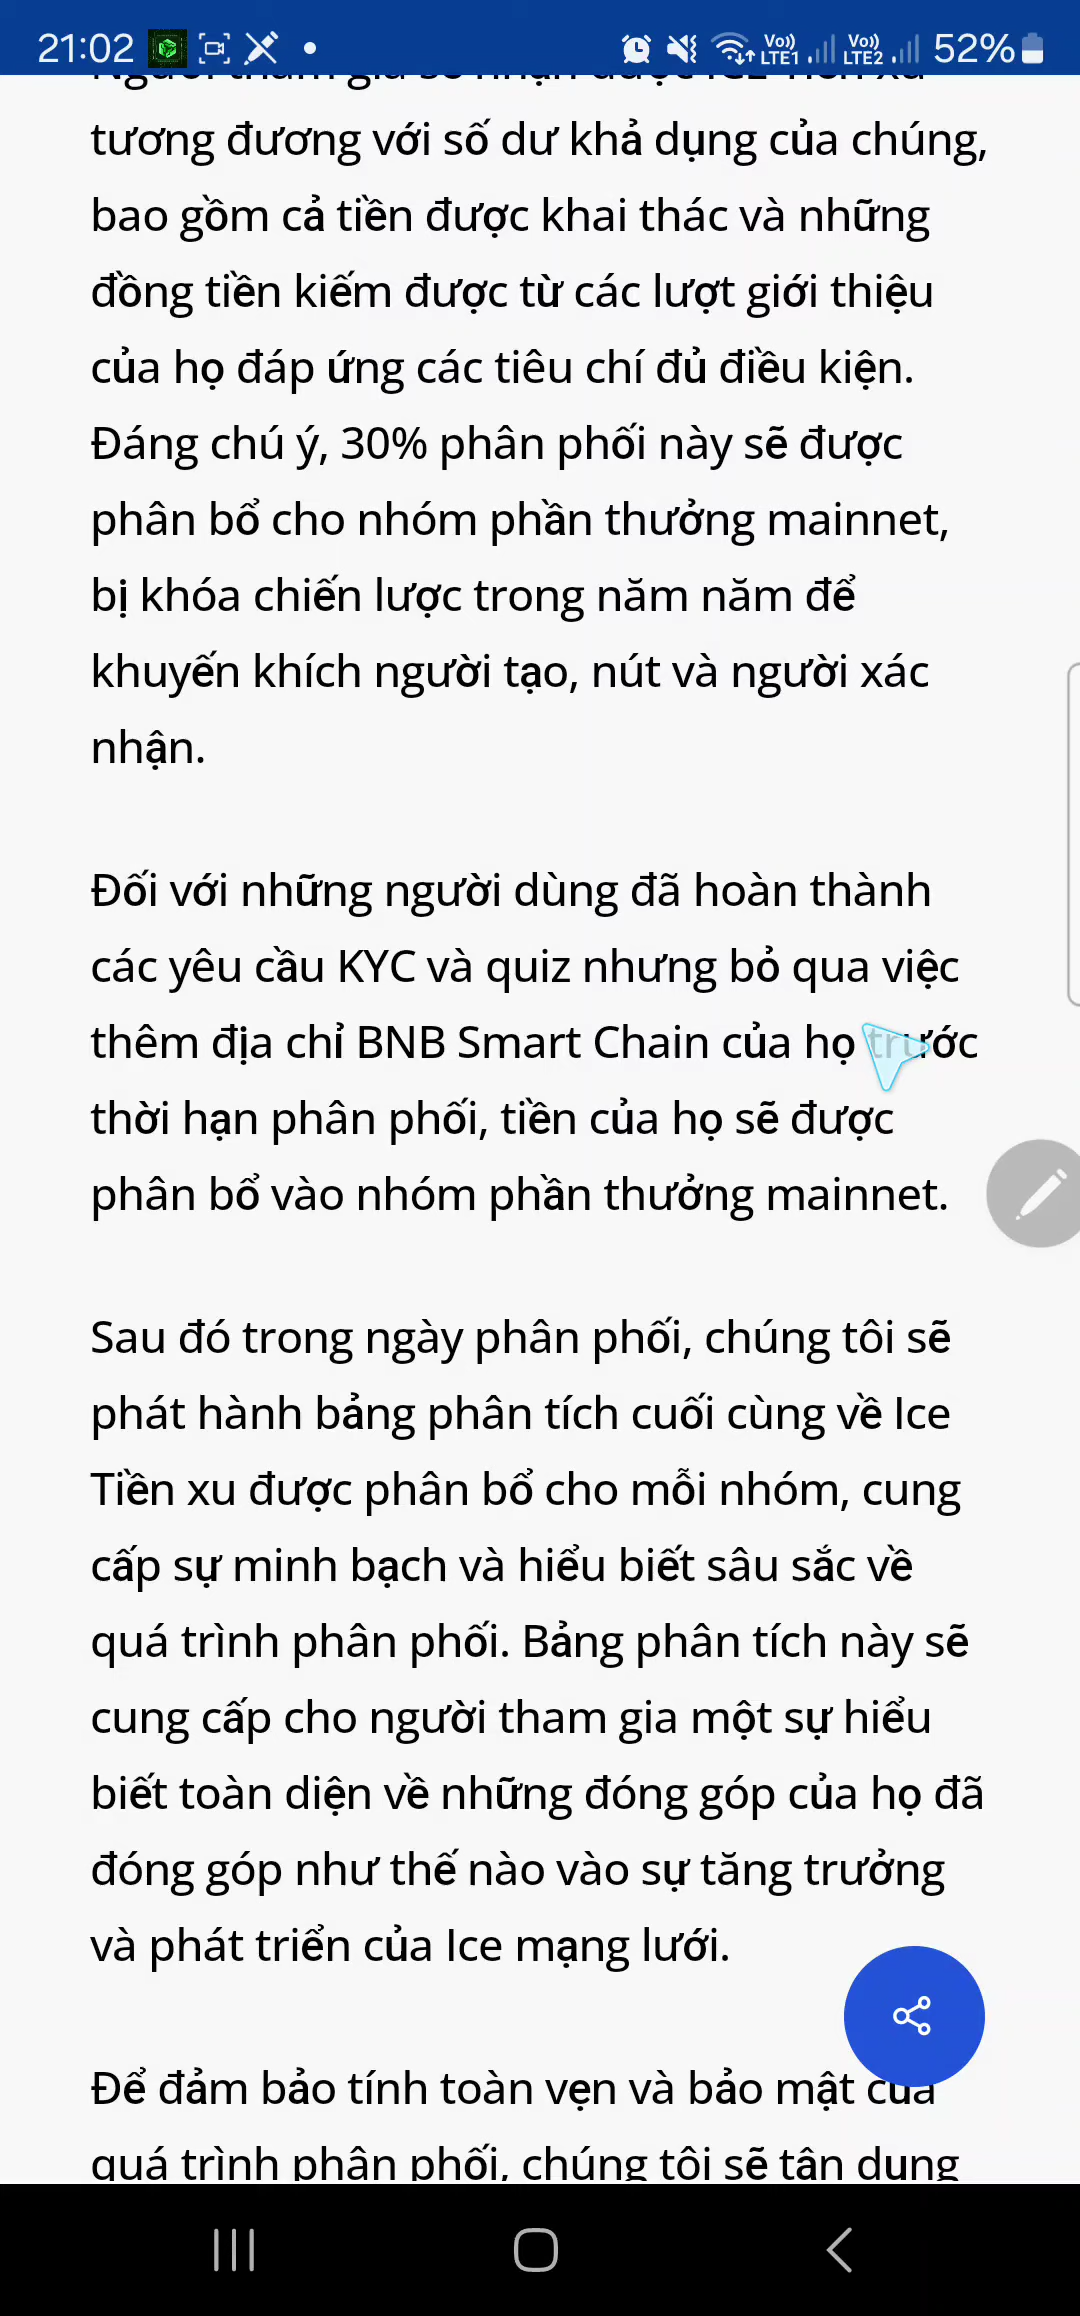 21:02
Vo)) LTE1 Vo)) LTE2 52%
tương đương với số dư khả dụng của chúng,
bao gồm cả tiền được khai thác và những
đồng tiền kiếm được từ các lượt giới thiệu
của họ đáp ứng các tiêu chí đủ điều kiện.
Đáng chú ý, 30% phân phối này sẽ được
phân bổ cho nhóm phần thưởng mainnet,
bị khóa chiến lược trong năm năm để
khuyến khích người tạo, nút và người xác
nhận.
Đối với những người dùng đã hoàn thành
các yêu cầu KYC và quiz nhưng bỏ qua việc
thêm địa chỉ BNB Smart Chain của họ trước
thời hạn phân phối, tiền của họ sẽ được
phân bổ vào nhóm phần thưởng mainnet.
Sau đó trong ngày phân phối, chúng tôi sẽ
phát hành bảng phân tích cuối cùng về Ice
Tiền xu được phân bổ cho mỗi nhóm, cung
cấp sự minh bạch và hiểu biết sâu sắc về
quá trình phân phối. Bảng phân tích này sẽ
cung cấp cho người tham gia một sự hiểu
biết toàn diện về những đóng góp của họ đã
đóng góp như thế nào vào sự tăng trưởng
và phát triển của Ice mạng lưới.
Để đảm bảo tính toàn vẹn và bảo mật của
quá trình phân phối, chúng tôi sẽ tận dụng